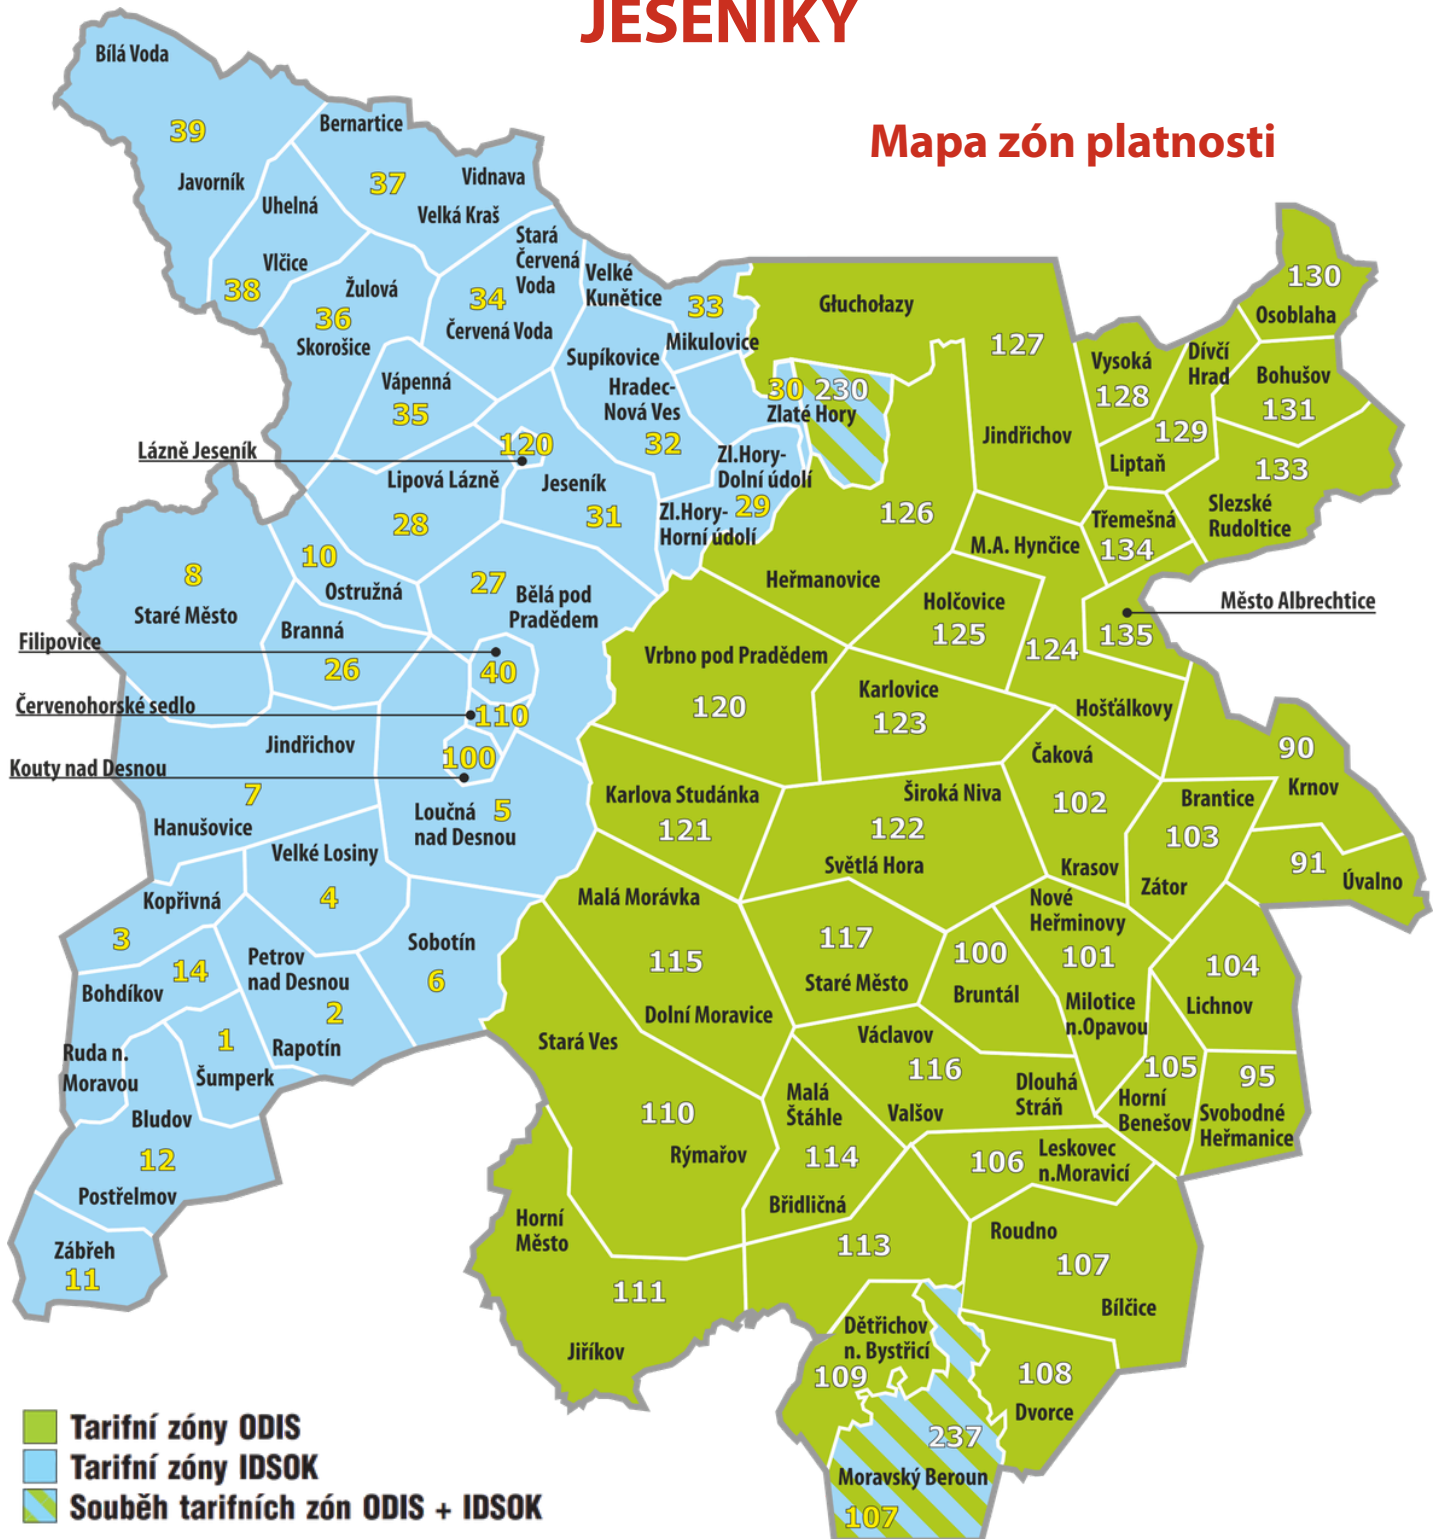 JESENÍKY
Mapa zón platnosti
Bílá Voda
39
Javorník
Bernartice
37
Vidnava
Velká Kraš
Uhelná
Vlčice
38
Žulová
36
Skorošice
Stará
Červená
Voda
34
Červená Voda
Velké
Kunětice
33
Mikulovice
Supíkovice
Hradec-
Nová Ves
32
Vápenná
35
Lázně Jeseník
120
Lipová Lázně
28
Jeseník
31
30
230
Zlaté Hory
Zl.Hory-
Dolní údolí
29
Zl.Hory-
Horní údolí
Głuchołazy
127
Jindřichov
126
Heřmanovice
130
Osoblaha
Vysoká
128
Dívčí
Hrad
129
Liptaň
Bohušov
131
133
Slezské
Rudoltice
Třemešná
134
M.A. Hynčice
Město Albrechtice
135
124
Hošťálkovy
Holčovice
125
8
Staré Město
10
Ostružná
Branná
26
27
Bělá pod
Pradědem
Filipovice
40
Červenohorské sedlo
110
Kouty nad Desnou
100
Jindřichov
7
Hanušovice
Loučná
nad Desnou
5
Velké Losiny
4
Kopřivná
3
14
Bohdíkov
Petrov
nad Desnou
2
Rapotín
Sobotín
6
1
Šumperk
Ruda n.
Moravou
Bludov
12
Postřelmov
Zábřeh
11
Vrbno pod Pradědem
120
Karlovice
123
Karlova Studánka
121
Široká Niva
122
Světlá Hora
Čaková
102
Krasov
Brantice
103
Zátor
90
Krnov
91
Úvalno
Malá Morávka
115
Dolní Moravice
117
Staré Město
100
Bruntál
Nové
Heřminovy
101
Milotice
n.Opavou
104
Lichnov
105
Horní
Benešov
95
Svobodné
Heřmanice
Stará Ves
110
Rýmařov
Václavov
116
Valšov
Dlouhá
Stráň
Malá
Štáhle
114
Břidličná
106
Leskovec
n.Moravicí
Horní
Město
111
Jiříkov
113
Roudno
107
Bílčice
Dětřichov
n. Bystřicí
109
108
Dvorce
237
Moravský Beroun
107
Tarifní zóny ODIS
Tarifní zóny IDSOK
Souběh tarifních zón ODIS + IDSOK